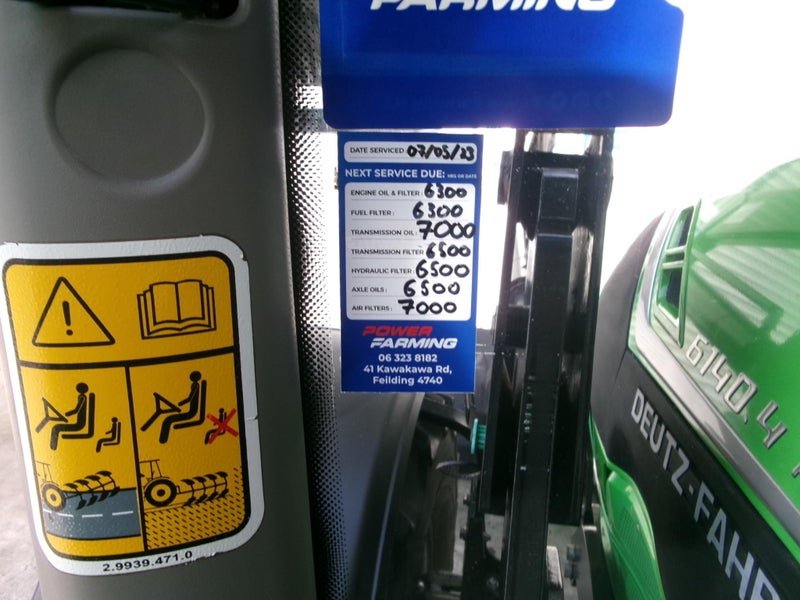 FARMING
DATE SERVICED 07/05/23
NEXT SERVICE DUE: HRS OR DATE
ENGINE OIL & FILTER: 6300
FUEL FILTER: 6300
TRANSMISSION OIL: 7000
TRANSMISSION FILTER 6500
HYDRAULIC FILTER: 6500
AXLE OILS: 6500
AIR FILTERS: 7000
POWER
FARMING
06 323 8182
41 Kawakawa Rd,
Feilding 4740
2.9939.471.0
6140.4
DEUTZ-FAHR